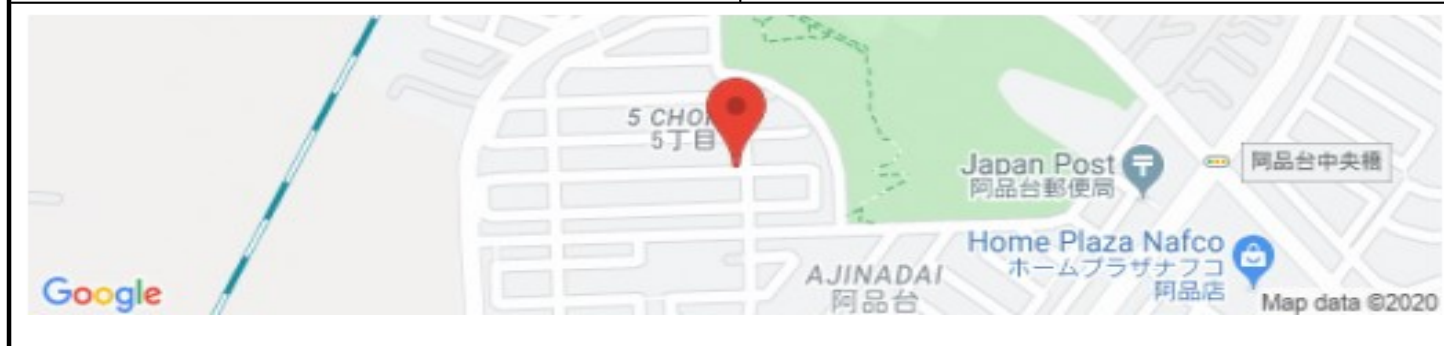 5 CHO
5丁目
Japan Post
阿品台郵便局
阿品台中央橋
Home Plaza Nafco
ホームプラザナフコ
阿品店
AJINADAI
阿品台
Google
Map data ©2020